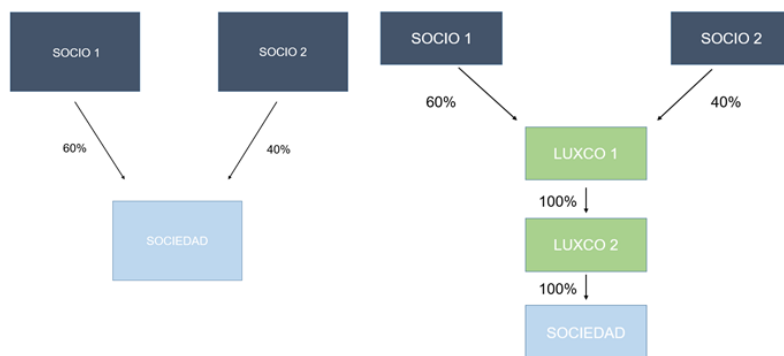 SOCIO 1
SOCIO 2
60%
40%
SOCIEDAD
SOCIO 1
SOCIO 2
60%
40%
LUXCO 1
100%
LUXCO 2
100%
SOCIEDAD